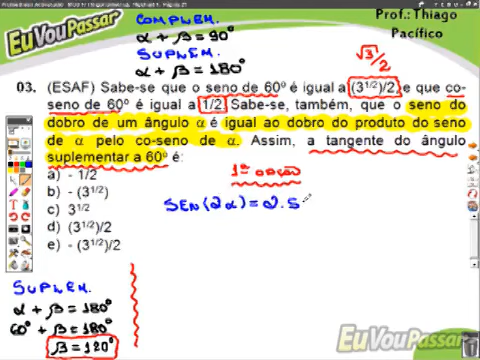 Matemática
EuVouPassar
COMPLEM.
α + β = 90°
SUPLEM.
α + β = 180°
Prof.: Thiago
Pacífico
√3/2
03. (ESAF) Sabe-se que o seno de 60º é igual a (3^1/2)/2 e que co-
seno de 60º é igual a 1/2. Sabe-se, também, que o seno do
dobro de um ângulo α é igual ao dobro do produto do seno
de α pelo co-seno de α. Assim, a tangente do ângulo
suplementar a 60º é:
1ª OPÇÃO
a) - 1/2
b) - (3^1/2)
c) 3^1/2
d) (3^1/2)/2
e) - (3^1/2)/2
SEN(2α) = 2.S
SUPLEM.
α + β = 180°
60° + β = 180°
β = 120°
EuVouPassar